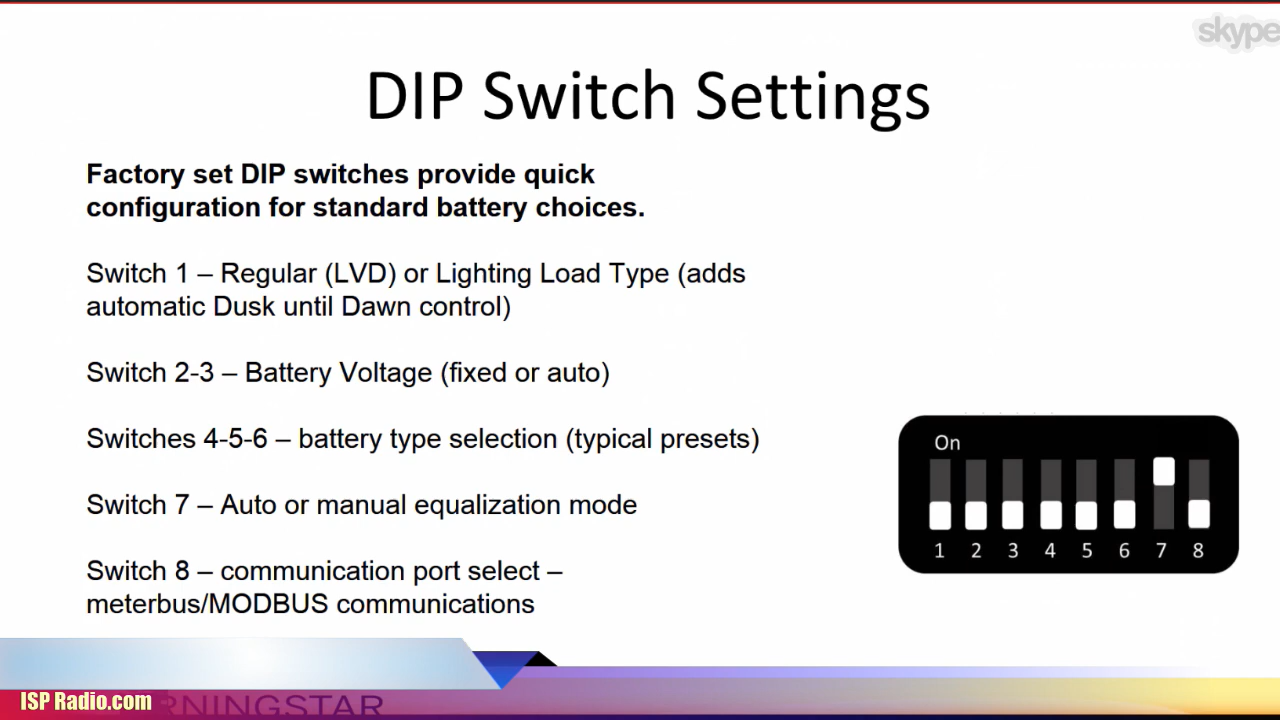 skype
DIP Switch Settings
Factory set DIP switches provide quick
configuration for standard battery choices.
Switch 1 – Regular (LVD) or Lighting Load Type (adds
automatic Dusk until Dawn control)
Switch 2-3 – Battery Voltage (fixed or auto)
Switches 4-5-6 – battery type selection (typical presets)
Switch 7 – Auto or manual equalization mode
Switch 8 – communication port select –
meterbus/MODBUS communications
On
1 2 3 4 5 6 7 8
ISP Radio.com
RNINGSTAR